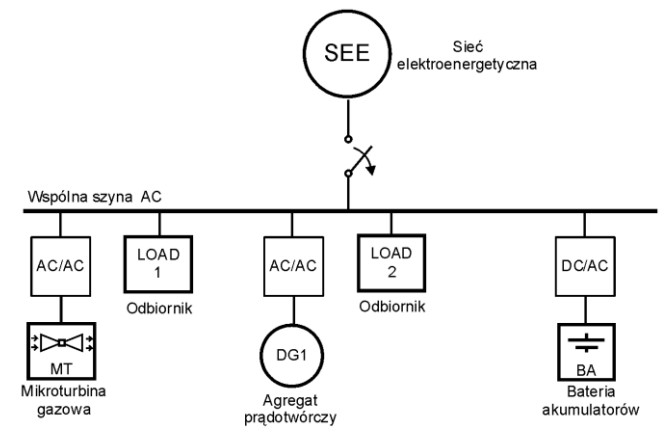 SEE
Sieć
elektroenergetyczna
Wspólna szyna AC
AC/AC
LOAD
1
AC/AC
LOAD
2
DC/AC
Odbiornik
Odbiornik
MT
DG1
BA
Mikroturbina
gazowa
Agregat
prądotwórczy
Bateria
akumulatorów